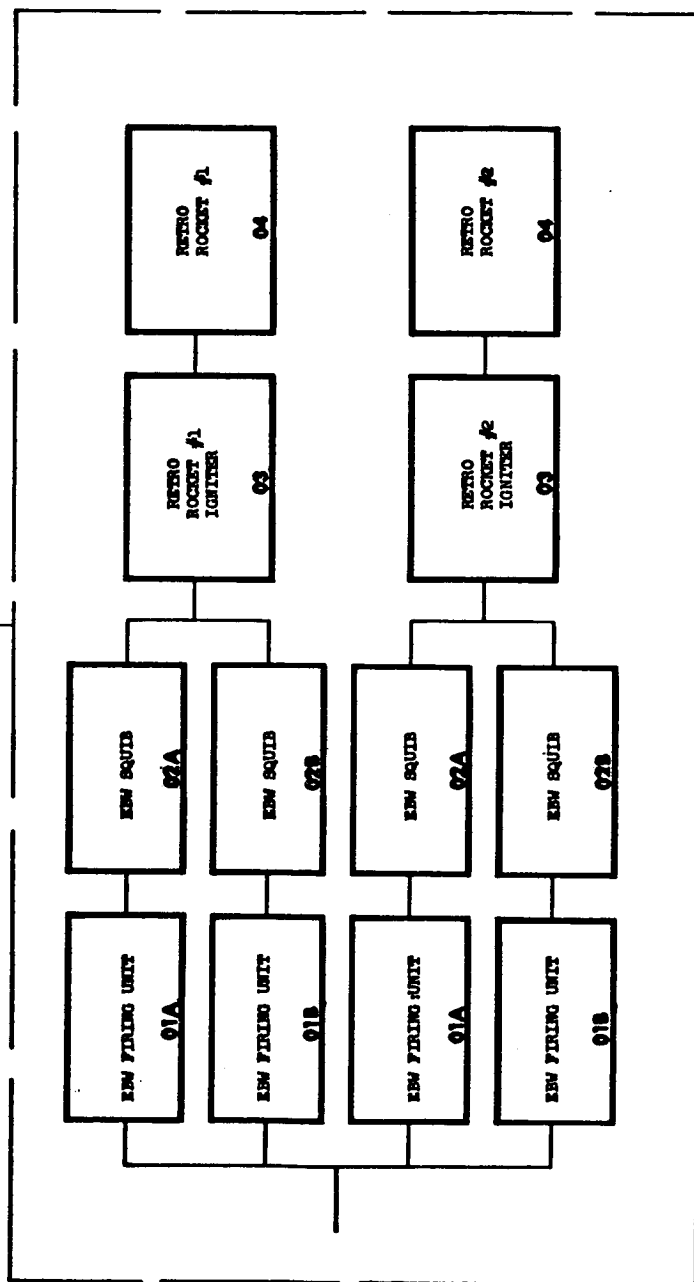 EBW FIRING UNIT
01A
EBW SQUIB
02A
EBW FIRING UNIT
01B
EBW SQUIB
02B
RETRO
ROCKET #1
IGNITER
03
RETRO
ROCKET #1
04
EBW FIRING UNIT
01A
EBW SQUIB
02A
EBW FIRING UNIT
01B
EBW SQUIB
02B
RETRO
ROCKET #2
IGNITER
03
RETRO
ROCKET #2
04